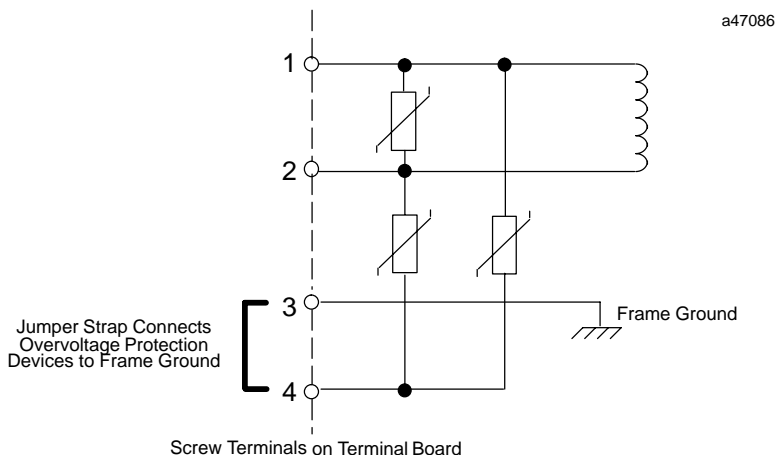 a47086
1
2
3
Frame Ground
Jumper Strap Connects
Overvoltage Protection
Devices to Frame Ground
4
Screw Terminals on Terminal Board